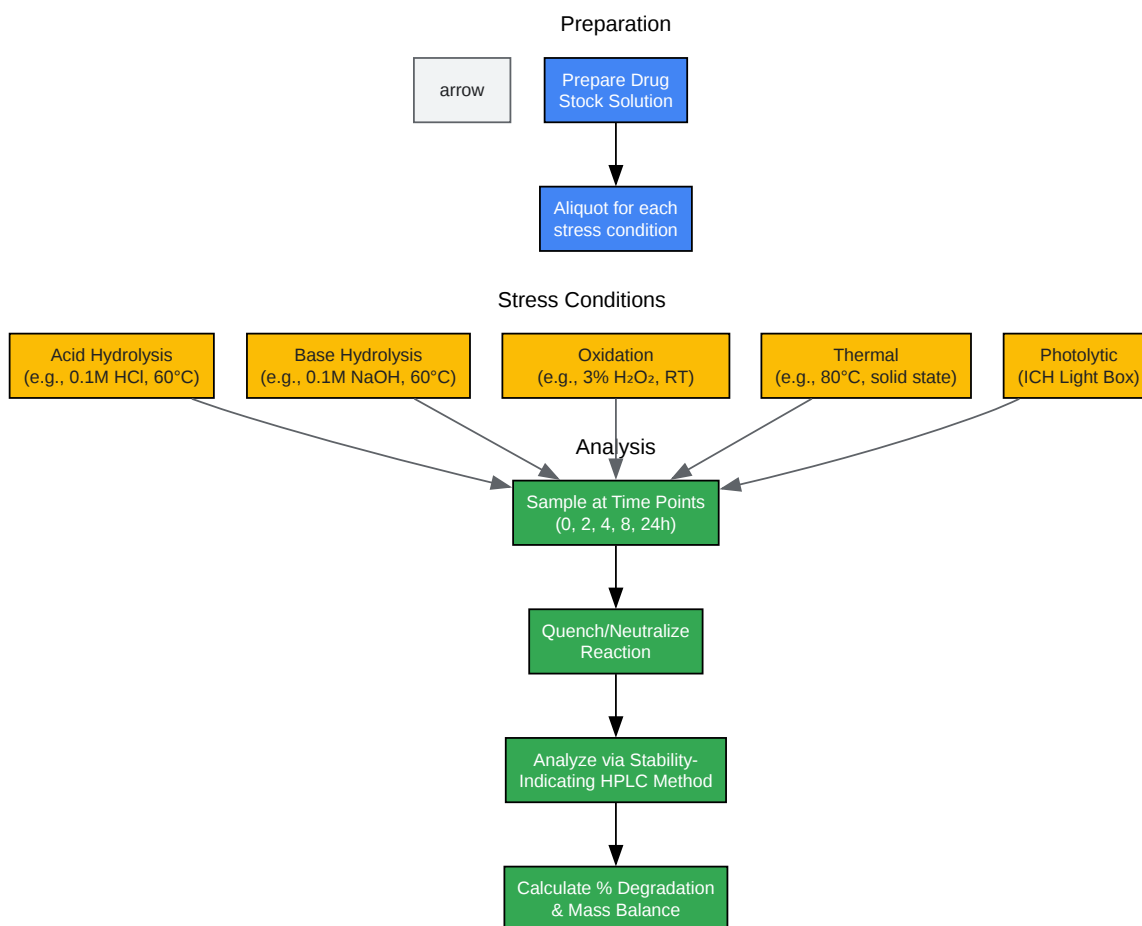 Preparation
arrow
Prepare Drug
Stock Solution
Aliquot for each
stress condition
Stress Conditions
Acid Hydrolysis
(e.g., 0.1M HCl, 60°C)
Base Hydrolysis
(e.g., 0.1M NaOH, 60°C)
Oxidation
(e.g., 3% H₂O₂, RT)
Thermal
(e.g., 80°C, solid state)
Photolytic
(ICH Light Box)
Analysis
Sample at Time Points
(0, 2, 4, 8, 24h)
Quench/Neutralize
Reaction
Analyze via Stability-
Indicating HPLC Method
Calculate % Degradation
& Mass Balance